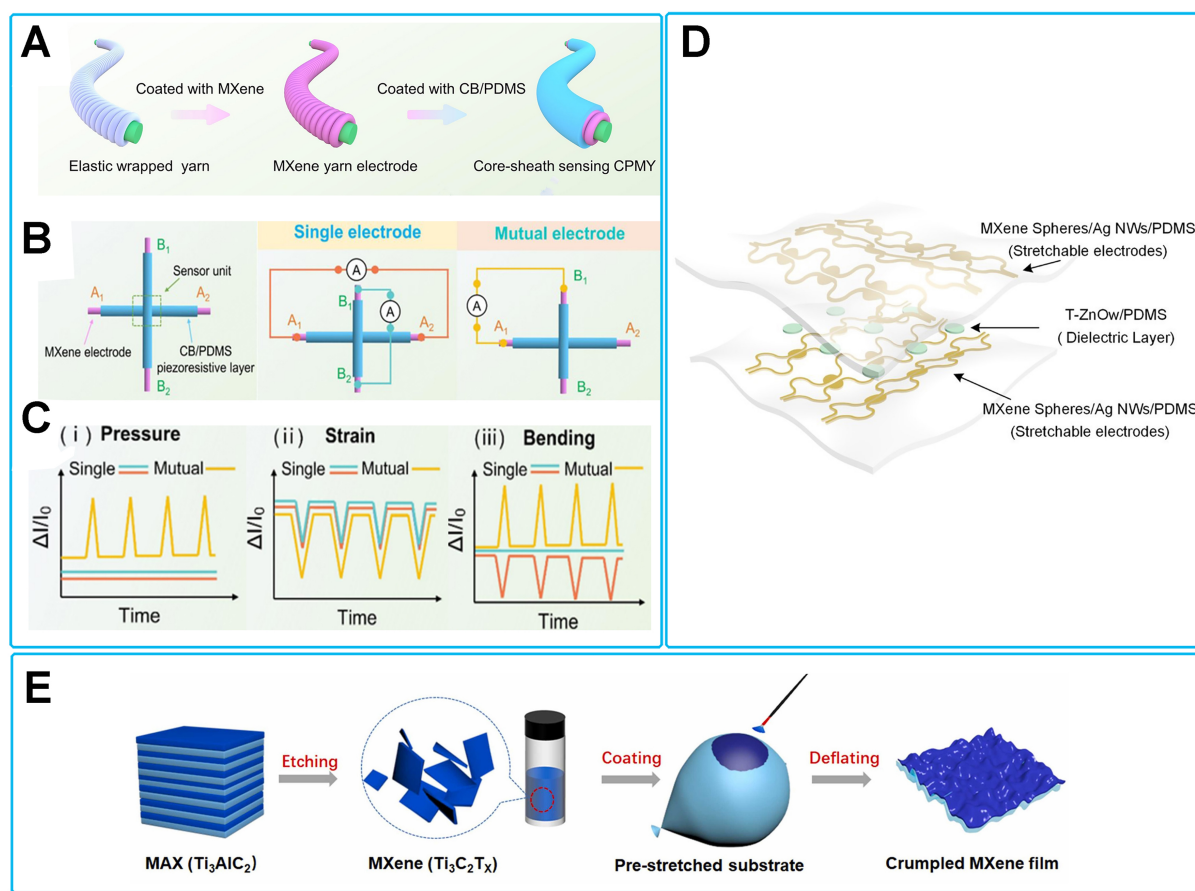 A
Coated with MXene
Coated with CB/PDMS
Elastic wrapped yarn
MXene yarn electrode
Core-sheath sensing CPMY
B
B₁
Sensor unit
A₁
A₂
MXene electrode
CB/PDMS
piezoresistive layer
B₂
Single electrode
A
B₁
A
A₁
A₂
B₂
Mutual electrode
B₁
A
A₁
A₂
B₂
C
(i) Pressure
Single
Mutual
ΔI/I₀
Time
(ii) Strain
Single
Mutual
ΔI/I₀
Time
(iii) Bending
Single
Mutual
ΔI/I₀
Time
D
MXene Spheres/Ag NWs/PDMS
(Stretchable electrodes)
T-ZnOw/PDMS
( Dielectric Layer)
MXene Spheres/Ag NWs/PDMS
(Stretchable electrodes)
E
Etching
Coating
Deflating
MAX (Ti₃AlC₂)
MXene (Ti₃C₂Tₓ)
Pre-stretched substrate
Crumpled MXene film